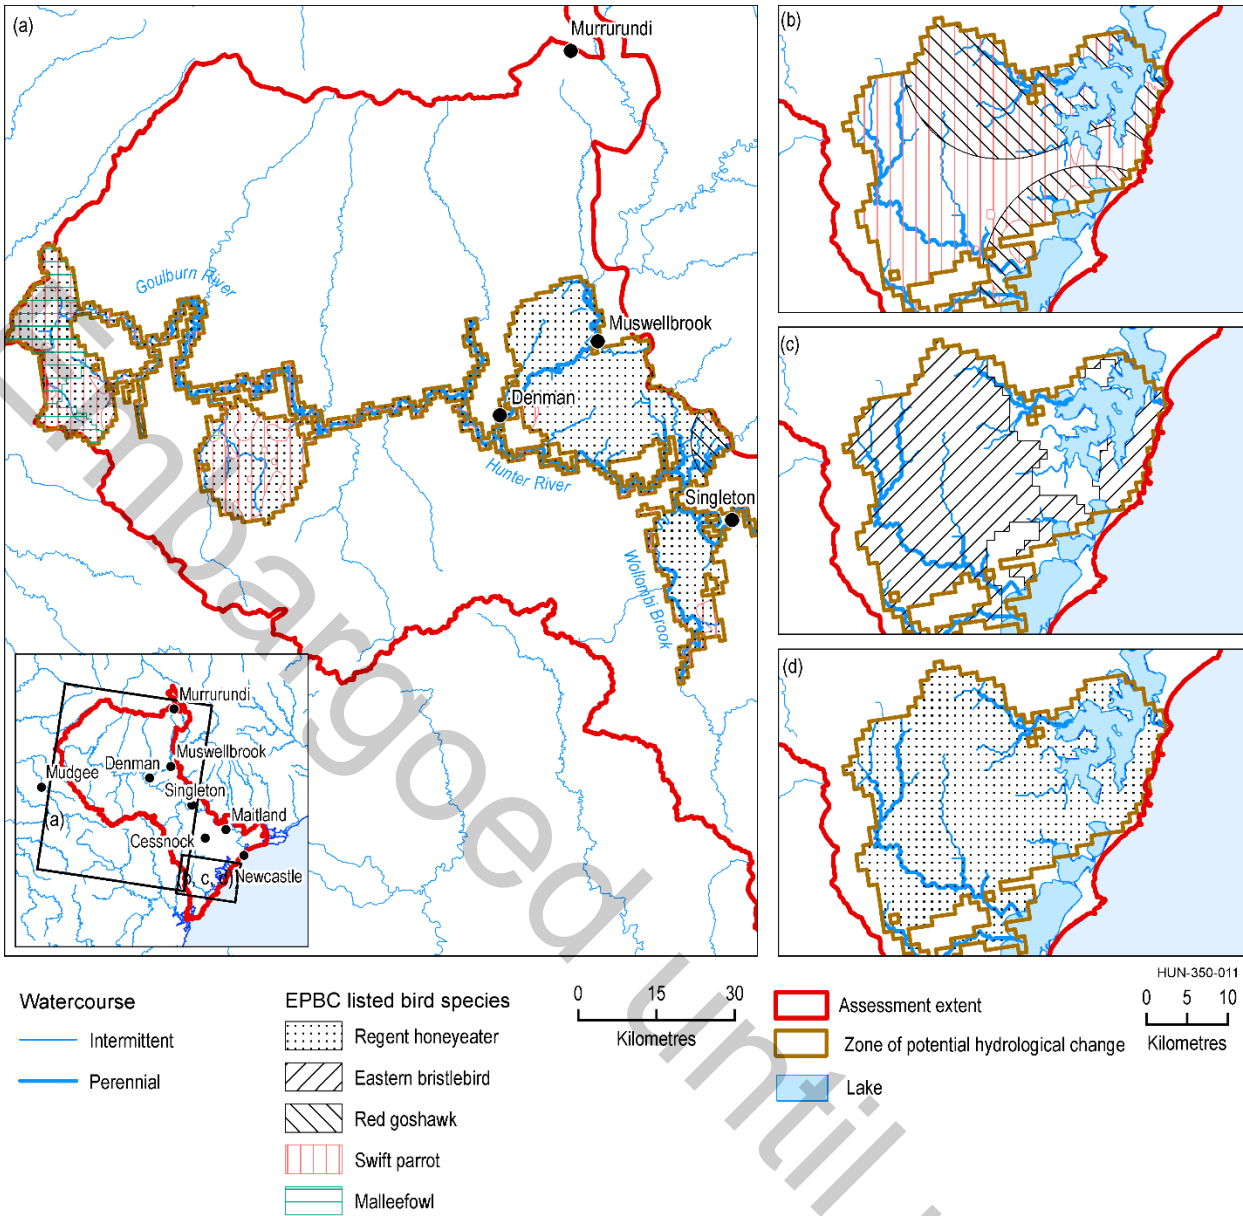 (a)
Murrurundi
Goulburn River
Muswellbrook
Denman
Hunter River
Singleton
Wollombi Brook
Murrurundi
Muswellbrook
Denman
Mudgee
Singleton
(a)
Maitland
Cessnock
Newcastle
(b)
(c)
(d)
HUN-350-011
Watercourse
Intermittent
Perennial
EPBC listed bird species
Regent honeyeater
Eastern bristlebird
Red goshawk
Swift parrot
Malleefowl
0 15 30
Kilometres
Assessment extent
Zone of potential hydrological change
Lake
0 5 10
Kilometres
Embargoed until